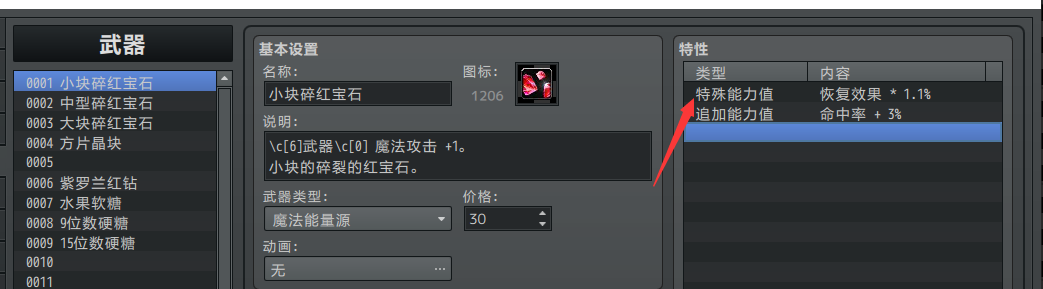 武器
0001 小块碎红宝石
0002 中型碎红宝石
0003 大块碎红宝石
0004 方片晶块
0005
0006 紫罗兰红钻
0007 水果软糖
0008 9位数硬糖
0009 15位数硬糖
0010
0011
基本设置
名称:
图标:
小块碎红宝石
1206
说明:
\c[6]武器\c[0] 魔法攻击 +1。
小块的碎裂的红宝石。
武器类型:
价格:
魔法能量源
30
动画:
无
...
特性
类型 内容
特殊能力值 恢复效果 * 1.1%
追加能力值 命中率 + 3%